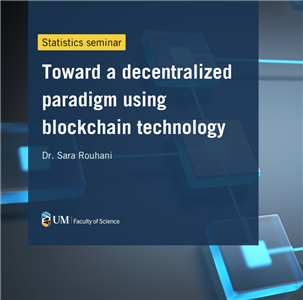 Statistics seminar
Toward a decentralized
paradigm using
blockchain technology
Dr. Sara Rouhani
UM | Faculty of Science